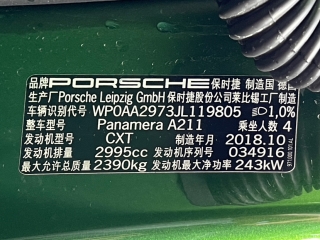 品牌 PORSCHE 保时捷 制造国 德国
生产厂 Porsche Leipzig GmbH 保时捷股份公司莱比锡工厂制造
车辆识别代号 WP0AA2973JL119805 1,0%
整车型号 Panamera A211 乘坐人数 4
发动机型号 CXT 制造年月 2018.10
发动机排量 2995cc 发动机序列号 034916
最大允许总质量 2390kg 发动机最大净功率 243kW